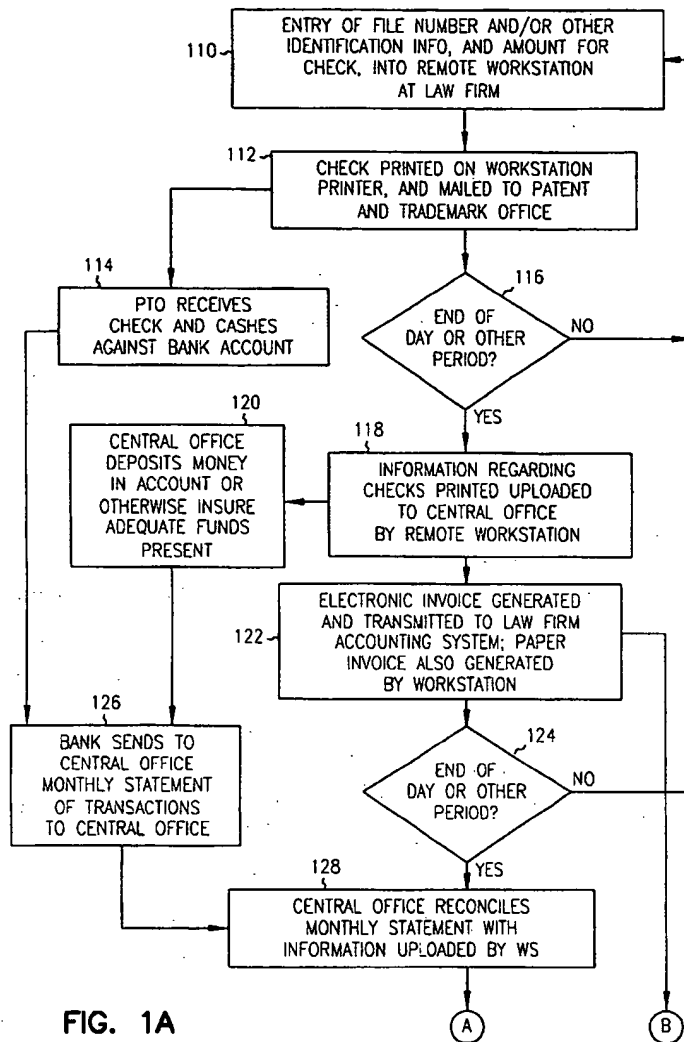 110
ENTRY OF FILE NUMBER AND/OR OTHER
IDENTIFICATION INFO, AND AMOUNT FOR
CHECK, INTO REMOTE WORKSTATION
AT LAW FIRM
112
CHECK PRINTED ON WORKSTATION
PRINTER, AND MAILED TO PATENT
AND TRADEMARK OFFICE
114
PTO RECEIVES
CHECK AND CASHES
AGAINST BANK ACCOUNT
116
END OF
DAY OR OTHER
PERIOD?
NO
YES
120
CENTRAL OFFICE
DEPOSITS MONEY
IN ACCOUNT OR
OTHERWISE INSURE
ADEQUATE FUNDS
PRESENT
118
INFORMATION REGARDING
CHECKS PRINTED UPLOADED
TO CENTRAL OFFICE
BY REMOTE WORKSTATION
122
ELECTRONIC INVOICE GENERATED
AND TRANSMITTED TO LAW FIRM
ACCOUNTING SYSTEM; PAPER
INVOICE ALSO GENERATED
BY WORKSTATION
126
BANK SENDS TO
CENTRAL OFFICE
MONTHLY STATEMENT
OF TRANSACTIONS
TO CENTRAL OFFICE
124
END OF
DAY OR OTHER
PERIOD?
NO
YES
128
CENTRAL OFFICE RECONCILES
MONTHLY STATEMENT WITH
INFORMATION UPLOADED BY WS
FIG. 1A
A
B